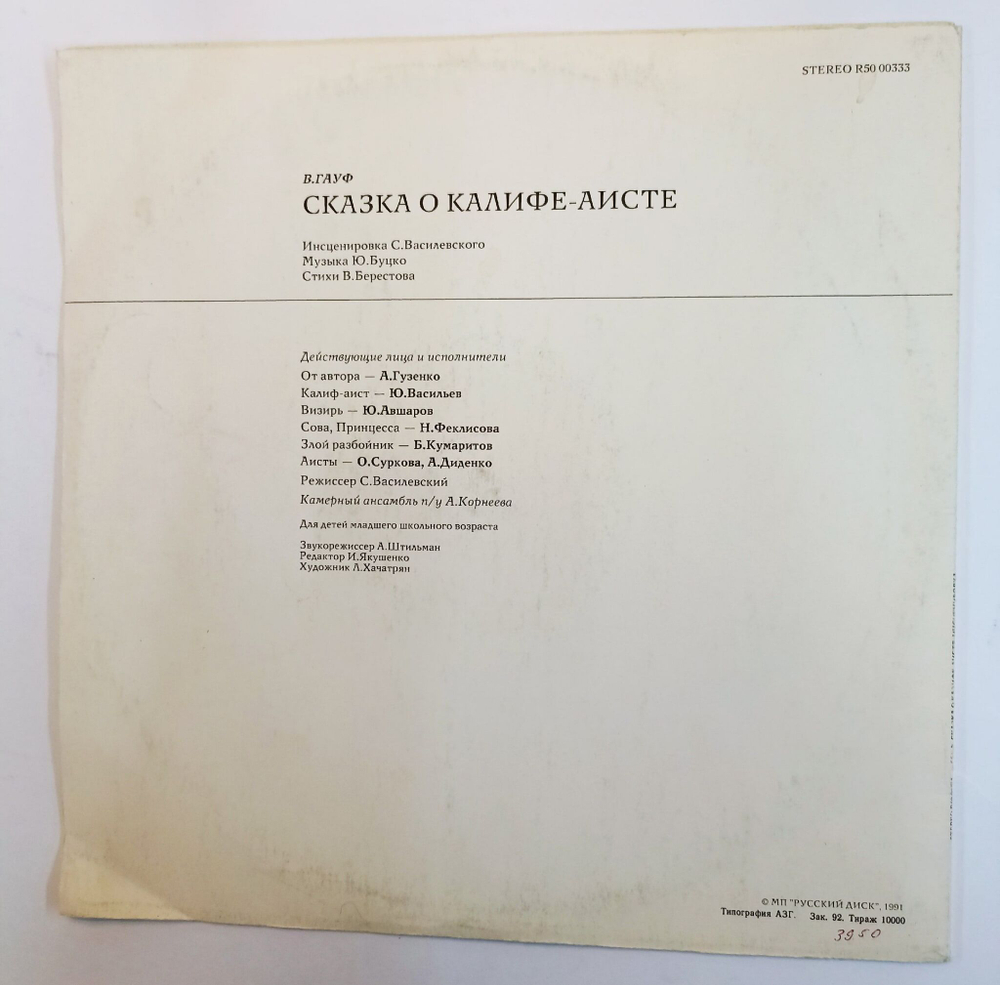 STEREO R50 00333
В.ГАУФ
СКАЗКА О КАЛИФЕ-АИСТЕ
Инсценировка С.Василевского
Музыка Ю.Буцко
Стихи В.Берестова
Действующие лица и исполнители
От автора — А.Гузенко
Калиф-аист — Ю.Васильев
Визирь — Ю.Авшаров
Сова, Принцесса — Н.Феклисова
Злой разбойник — Б.Кумаритов
Аисты — О.Суркова, А.Диденко
Режиссер С.Василевский
Камерный ансамбль п/у А.Корнеева
Для детей младшего школьного возраста
Звукорежиссер А.Штильман
Редактор И.Якушенко
Художник Л.Хачатрян
© МП "РУССКИЙ ДИСК", 1991
Типография АЗГ. Зак. 92. Тираж 10000
3950